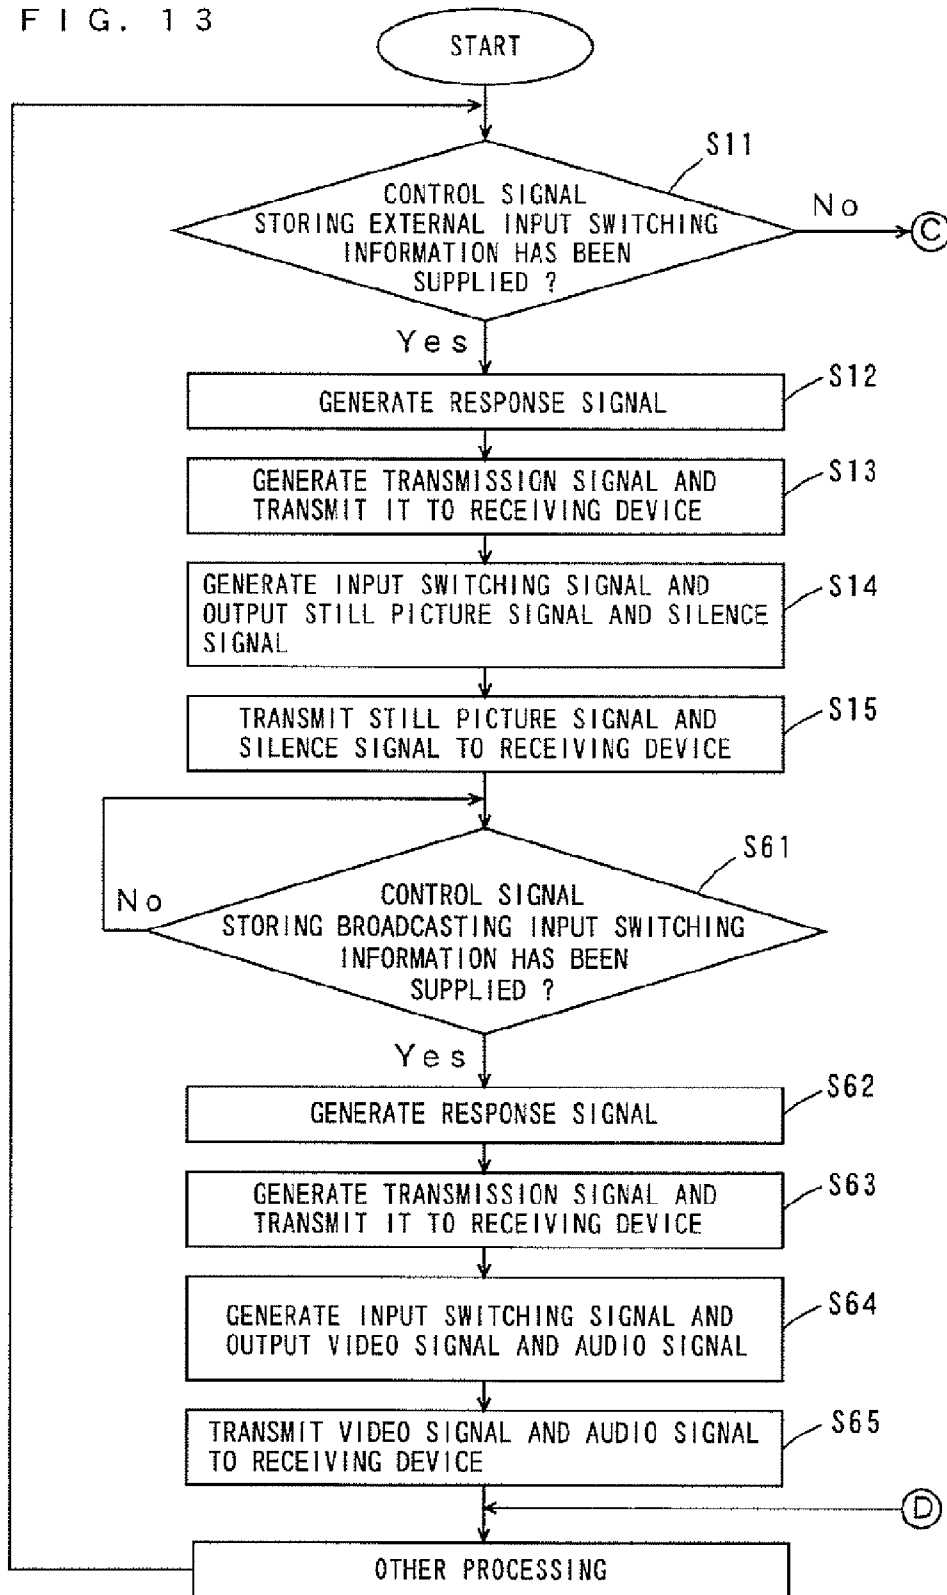 FIG. 13
START
S11
CONTROL SIGNAL
STORING EXTERNAL INPUT SWITCHING
INFORMATION HAS BEEN
SUPPLIED ?
No
C
Yes
S12
GENERATE RESPONSE SIGNAL
S13
GENERATE TRANSMISSION SIGNAL AND
TRANSMIT IT TO RECEIVING DEVICE
S14
GENERATE INPUT SWITCHING SIGNAL AND
OUTPUT STILL PICTURE SIGNAL AND SILENCE
SIGNAL
S15
TRANSMIT STILL PICTURE SIGNAL AND
SILENCE SIGNAL TO RECEIVING DEVICE
S61
No
CONTROL SIGNAL
STORING BROADCASTING INPUT SWITCHING
INFORMATION HAS BEEN
SUPPLIED ?
Yes
S62
GENERATE RESPONSE SIGNAL
S63
GENERATE TRANSMISSION SIGNAL AND
TRANSMIT IT TO RECEIVING DEVICE
S64
GENERATE INPUT SWITCHING SIGNAL AND
OUTPUT VIDEO SIGNAL AND AUDIO SIGNAL
S65
TRANSMIT VIDEO SIGNAL AND AUDIO SIGNAL
TO RECEIVING DEVICE
D
OTHER PROCESSING